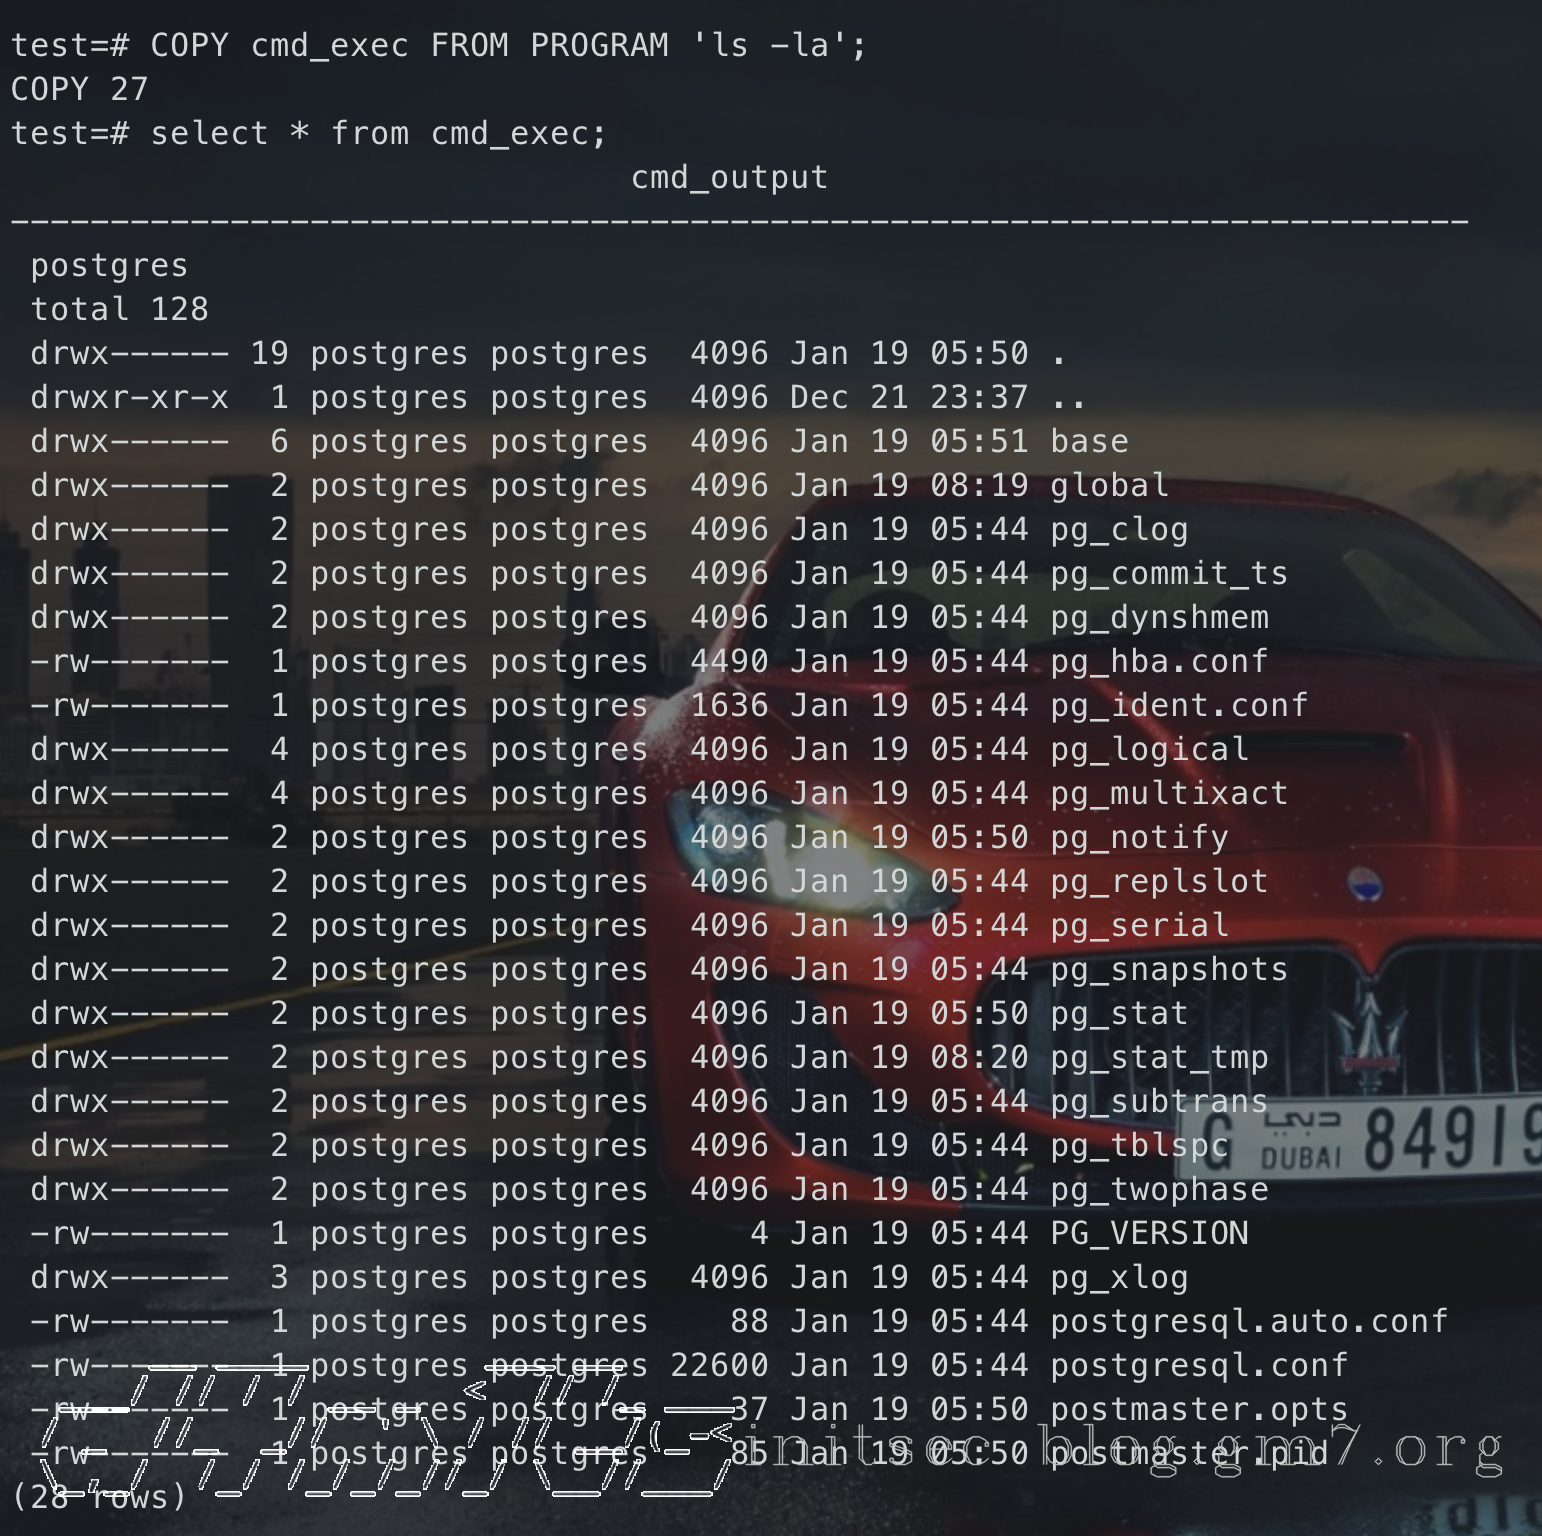 test=# COPY cmd_exec FROM PROGRAM 'ls -la';
COPY 27
test=# select * from cmd_exec;
cmd_output
-------------------------------------------------------------------------
postgres
total 128
drwx------ 19 postgres postgres  4096 Jan 19 05:50 .
drwxr-xr-x  1 postgres postgres  4096 Dec 21 23:37 ..
drwx------  6 postgres postgres  4096 Jan 19 05:51 base
drwx------  2 postgres postgres  4096 Jan 19 08:19 global
drwx------  2 postgres postgres  4096 Jan 19 05:44 pg_clog
drwx------  2 postgres postgres  4096 Jan 19 05:44 pg_commit_ts
drwx------  2 postgres postgres  4096 Jan 19 05:44 pg_dynshmem
-rw-------  1 postgres postgres  4490 Jan 19 05:44 pg_hba.conf
-rw-------  1 postgres postgres  1636 Jan 19 05:44 pg_ident.conf
drwx------  4 postgres postgres  4096 Jan 19 05:44 pg_logical
drwx------  4 postgres postgres  4096 Jan 19 05:44 pg_multixact
drwx------  2 postgres postgres  4096 Jan 19 05:50 pg_notify
drwx------  2 postgres postgres  4096 Jan 19 05:44 pg_replslot
drwx------  2 postgres postgres  4096 Jan 19 05:44 pg_serial
drwx------  2 postgres postgres  4096 Jan 19 05:44 pg_snapshots
drwx------  2 postgres postgres  4096 Jan 19 05:50 pg_stat
drwx------  2 postgres postgres  4096 Jan 19 08:20 pg_stat_tmp
drwx------  2 postgres postgres  4096 Jan 19 05:44 pg_subtrans
drwx------  2 postgres postgres  4096 Jan 19 05:44 pg_tblspc
G دبي DUBAI 84919
drwx------  2 postgres postgres  4096 Jan 19 05:44 pg_twophase
-rw-------  1 postgres postgres     4 Jan 19 05:44 PG_VERSION
drwx------  3 postgres postgres  4096 Jan 19 05:44 pg_xlog
-rw-------  1 postgres postgres    88 Jan 19 05:44 postgresql.auto.conf
-rw-------  1 postgres postgres 22600 Jan 19 05:44 postgresql.conf
-rw-------  1 postgres postgres    37 Jan 19 05:50 postmaster.opts
-rw-------  1 postgres postgres    85 Jan 19 05:50 postmaster.pid
initsec blog.gm7.org
(28 rows)